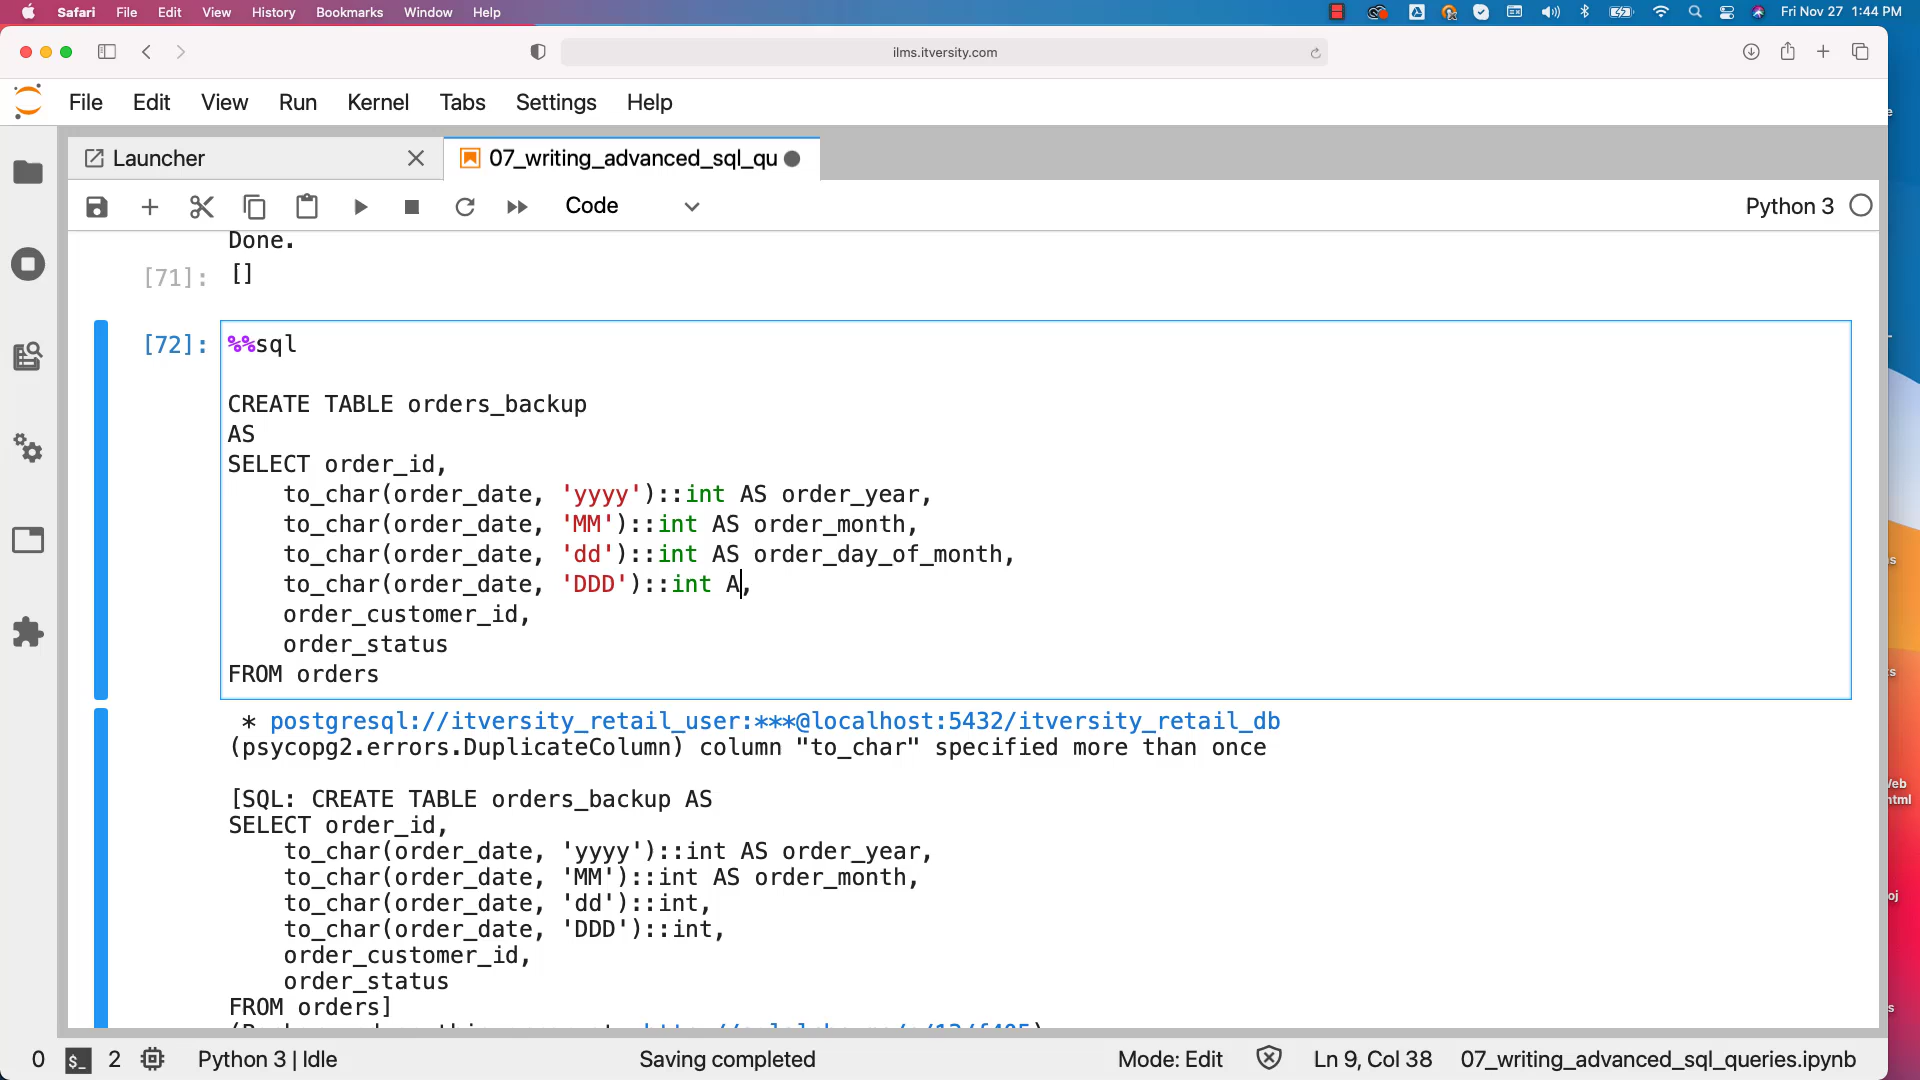 Safari File Edit View History Bookmarks Window Help Fri Nov 27 1:44 PM
ilms.itversity.com
File Edit View Run Kernel Tabs Settings Help
Launcher 07_writing_advanced_sql_qu
Code Python 3
Done.
[71]: []
[72]: %%sql
CREATE TABLE orders_backup
AS
SELECT order_id,
to_char(order_date, 'yyyy')::int AS order_year,
to_char(order_date, 'MM')::int AS order_month,
to_char(order_date, 'dd')::int AS order_day_of_month,
to_char(order_date, 'DDD')::int A,
order_customer_id,
order_status
FROM orders
* postgresql://itversity_retail_user:***@localhost:5432/itversity_retail_db
(psycopg2.errors.DuplicateColumn) column "to_char" specified more than once
[SQL: CREATE TABLE orders_backup AS
SELECT order_id,
to_char(order_date, 'yyyy')::int AS order_year,
to_char(order_date, 'MM')::int AS order_month,
to_char(order_date, 'dd')::int,
to_char(order_date, 'DDD')::int,
order_customer_id,
order_status
FROM orders]
0 $_ 2 Python 3 | Idle Saving completed Mode: Edit Ln 9, Col 38 07_writing_advanced_sql_queries.ipynb